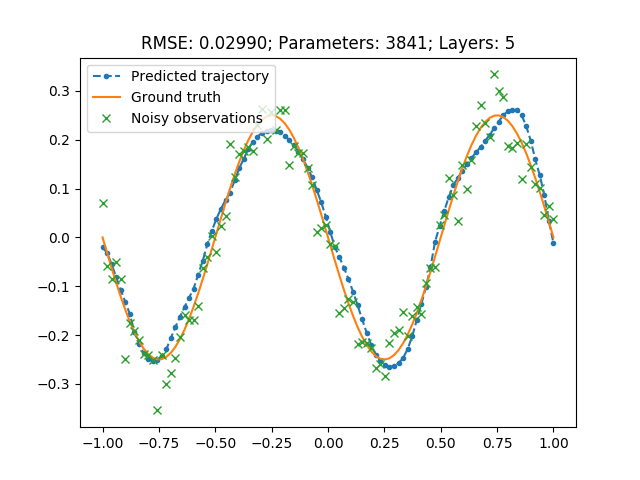 RMSE: 0.02990; Parameters: 3841; Layers: 5
Predicted trajectory
Ground truth
Noisy observations
0.3
0.2
0.1
0.0
−0.1
−0.2
−0.3
−1.00 −0.75 −0.50 −0.25 0.00 0.25 0.50 0.75 1.00